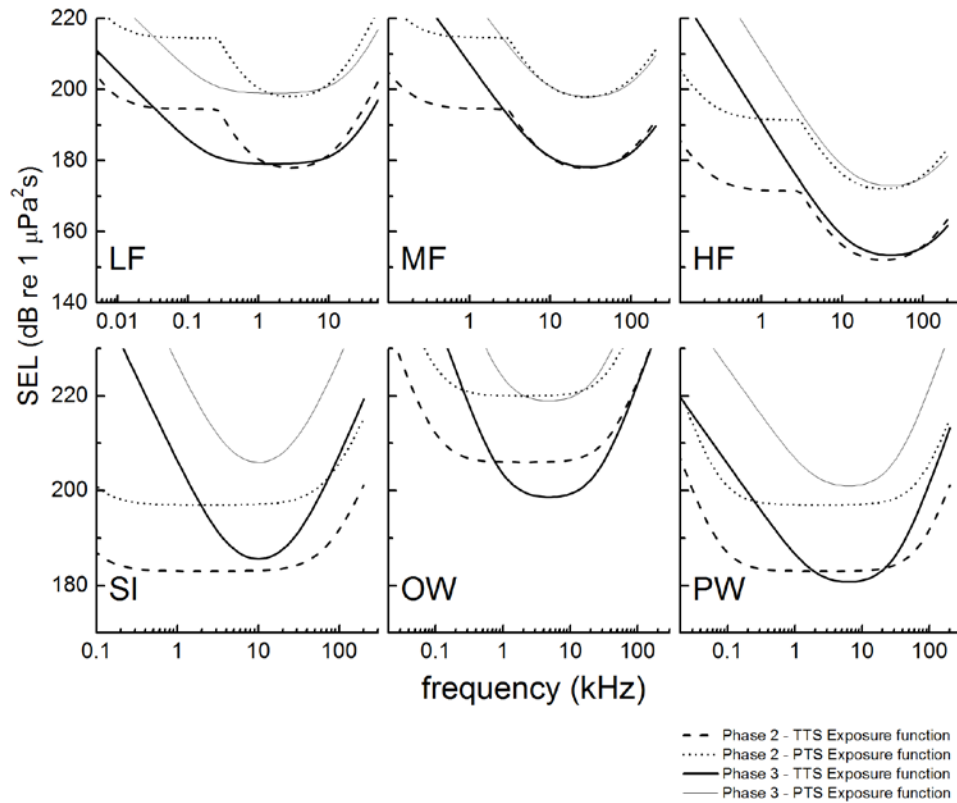 220
200
180
160
140
LF
MF
HF
0.01 0.1 1 10
1 10 100
1 10 100
SEL (dB re 1 μPa²s)
220
200
180
SI
OW
PW
0.1 1 10 100
0.1 1 10 100
0.1 1 10 100
frequency (kHz)
Phase 2 - TTS Exposure function
Phase 2 - PTS Exposure function
Phase 3 - TTS Exposure function
Phase 3 - PTS Exposure function